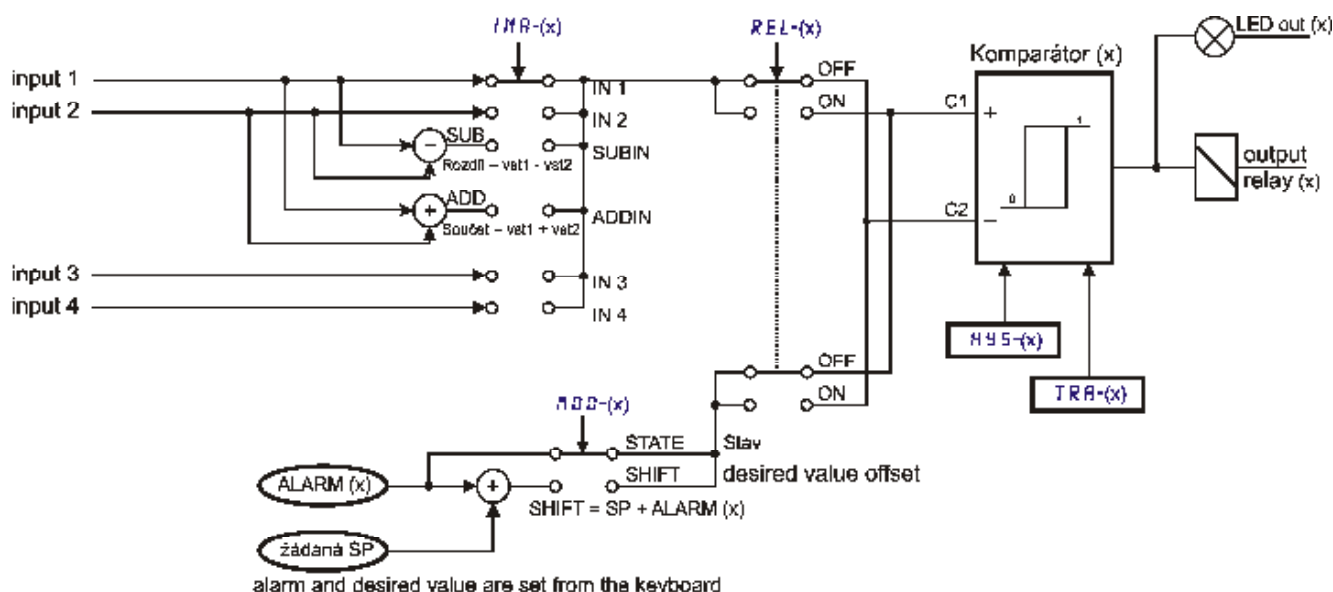 INA-(x)
REL-(x)
LED out (x)
Komparátor (x)
input 1
IN 1
OFF
input 2
IN 2
ON
C1
+
1
SUB
−
SUBIN
Rozdíl – vst1 - vst2
output
relay (x)
ADD
+
ADDIN
Součet – vst1 + vst2
0
C2
−
input 3
IN 3
input 4
IN 4
HYS-(x)
OFF
TRA-(x)
ON
MOD-(x)
STATE
Stav
ALARM (x)
+
SHIFT
desired value offset
SHIFT = SP + ALARM (x)
žádaná SP
alarm and desired value are set from the keyboard